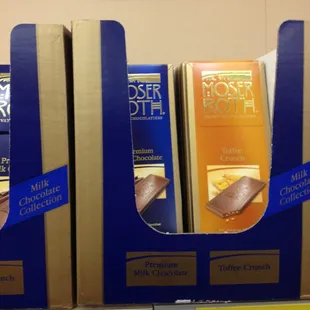 MOSER
ROTH
Premium
Milk Chocolate
MOSER
ROTH
Toffee
Crunch
Milk
Chocolate
Collection
Milk
Chocolate
Collection
Premium
Milk Chocolate
Toffee Crunch